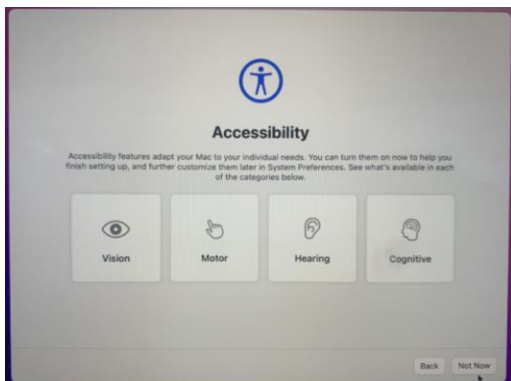 Accessibility
Accessibility features adapt your Mac to your individual needs. You can turn them on now to help you
finish setting up, and further customize them later in System Preferences. See what's available in each
of the categories below.
Vision
Motor
Hearing
Cognitive
Back
Not Now